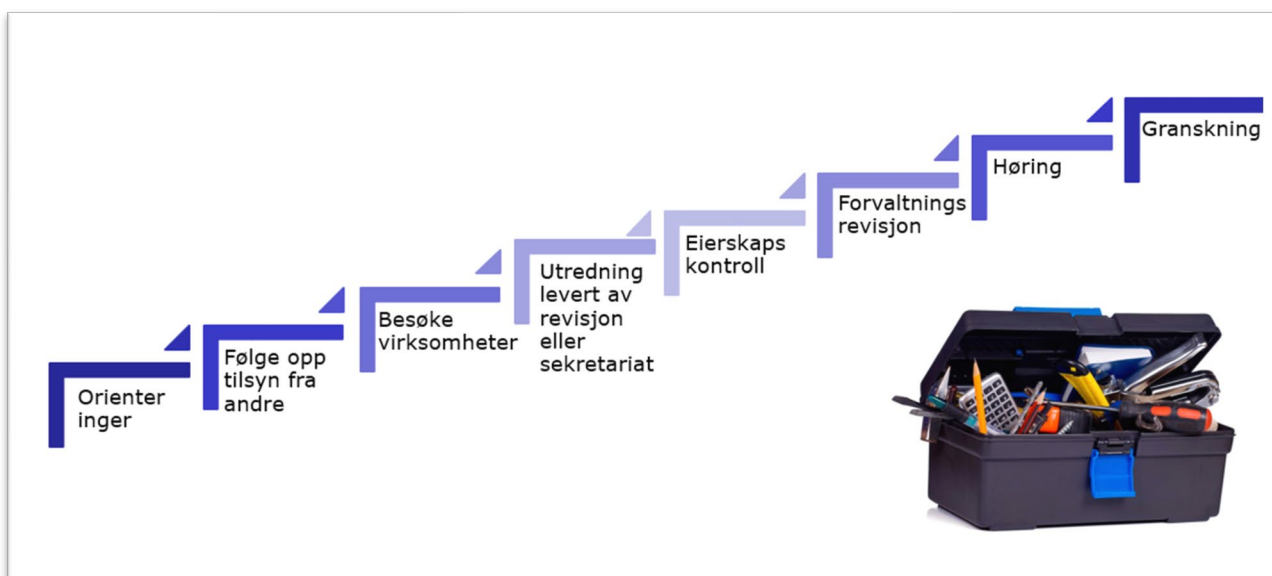 Orienter
inger
Følge opp
tilsyn fra
andre
Besøke
virksomheter
Utredning
levert av
revisjon
eller
sekretariat
Eierskaps
kontroll
Forvaltnings
revisjon
Høring
Granskning